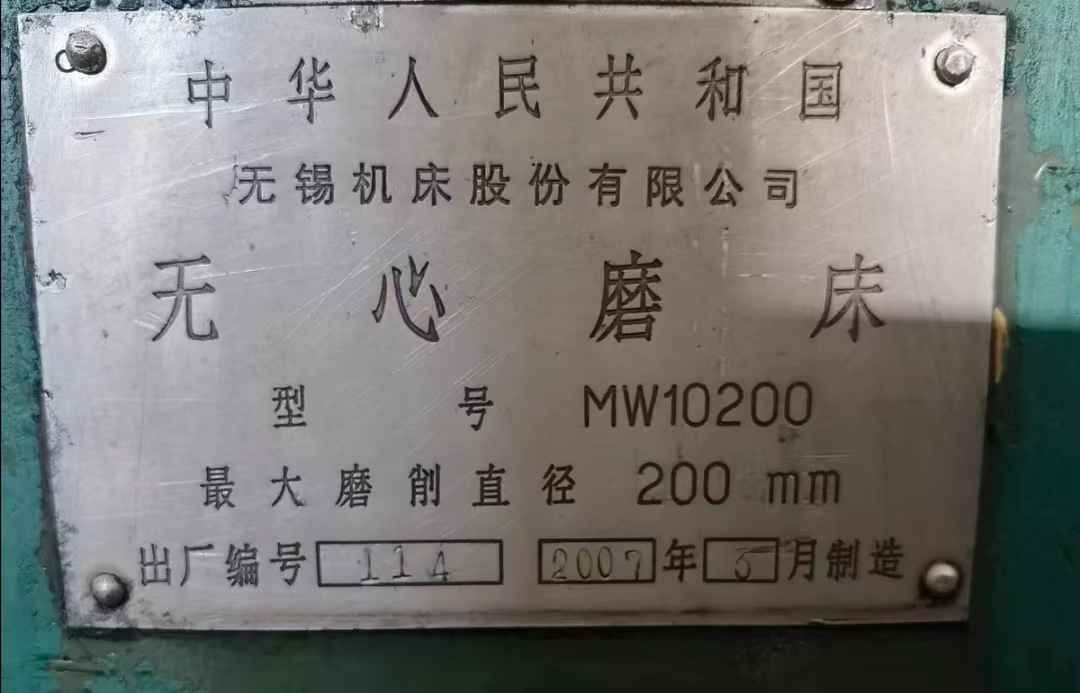 中华人民共和国
无锡机床股份有限公司
无心磨床
型号 MW10200
最大磨削直径 200 mm
出厂编号 114 2007年 月制造